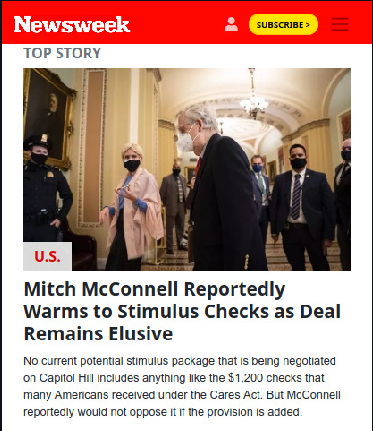 Newsweek
SUBSCRIBE >
TOP STORY
U.S.
Mitch McConnell Reportedly
Warms to Stimulus Checks as Deal
Remains Elusive
No current potential stimulus package that is being negotiated
on Capitol Hill includes anything like the $1,200 checks that
many Americans received under the Cares Act. But McConnell
reportedly would not oppose it if the provision is added.